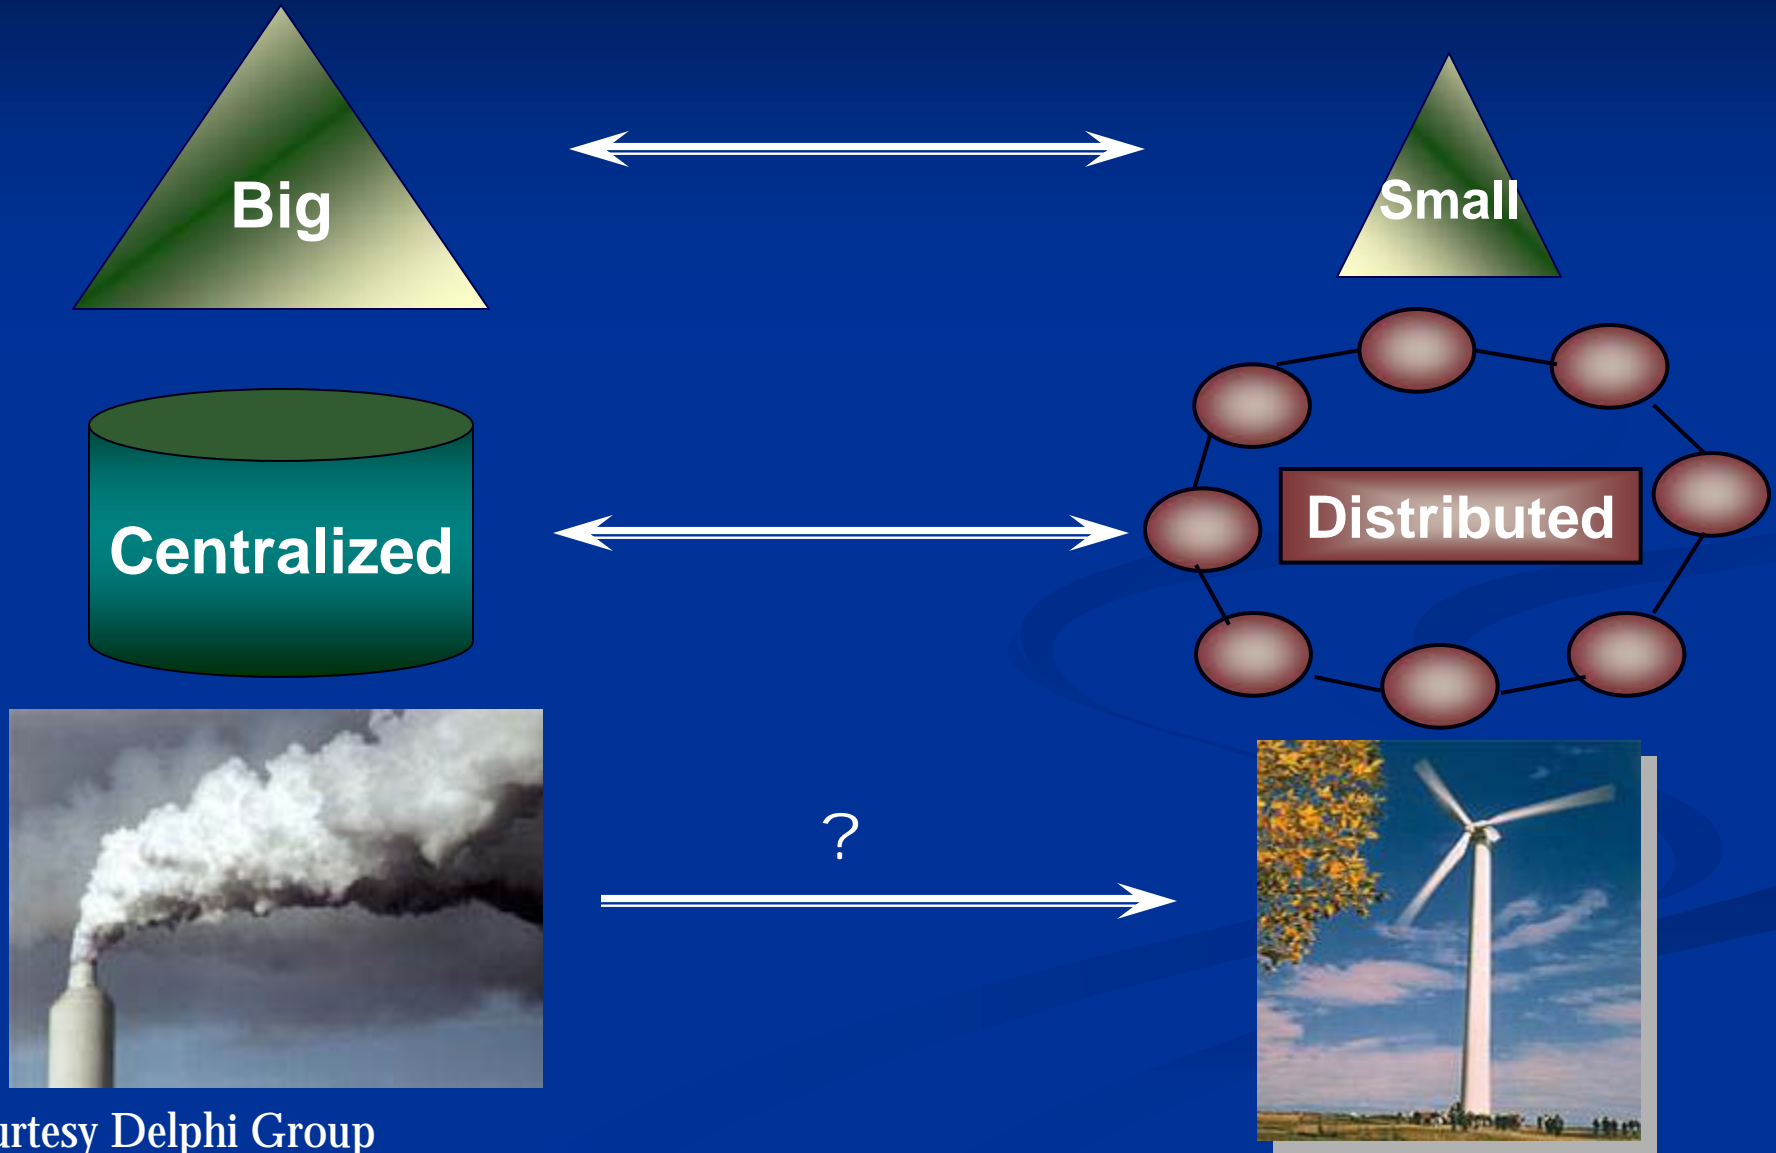 Big
Small
Centralized
Distributed
?
urtesy Delphi Group